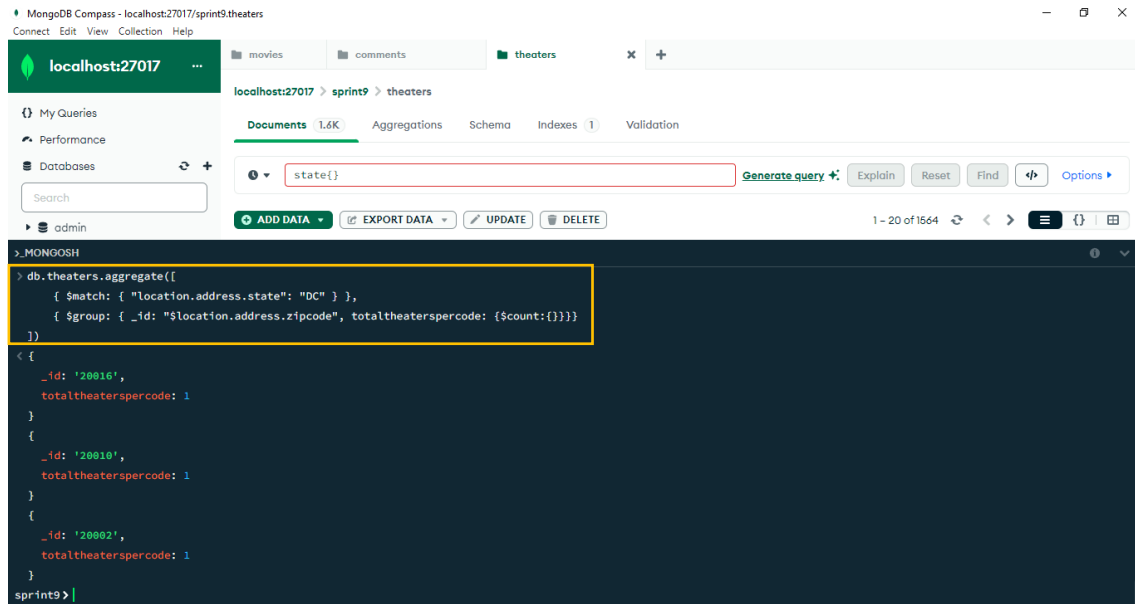 MongoDB Compass - localhost:27017/sprint9.theaters
Connect Edit View Collection Help
localhost:27017 ...
movies comments theaters
localhost:27017 > sprint9 > theaters
{} My Queries
Performance
Databases
Search
admin
Documents 1.6K Aggregations Schema Indexes 1 Validation
state{}
Generate query Explain Reset Find </> Options
ADD DATA EXPORT DATA UPDATE DELETE
1 – 20 of 1564 {}
>_MONGOSH
> db.theaters.aggregate([
{ $match: { "location.address.state": "DC" } },
{ $group: { _id: "$location.address.zipcode", totaltheaterspercode: {$count:{}}}}
])
< {
_id: '20016',
totaltheaterspercode: 1
}
{
_id: '20010',
totaltheaterspercode: 1
}
{
_id: '20002',
totaltheaterspercode: 1
}
sprint9>